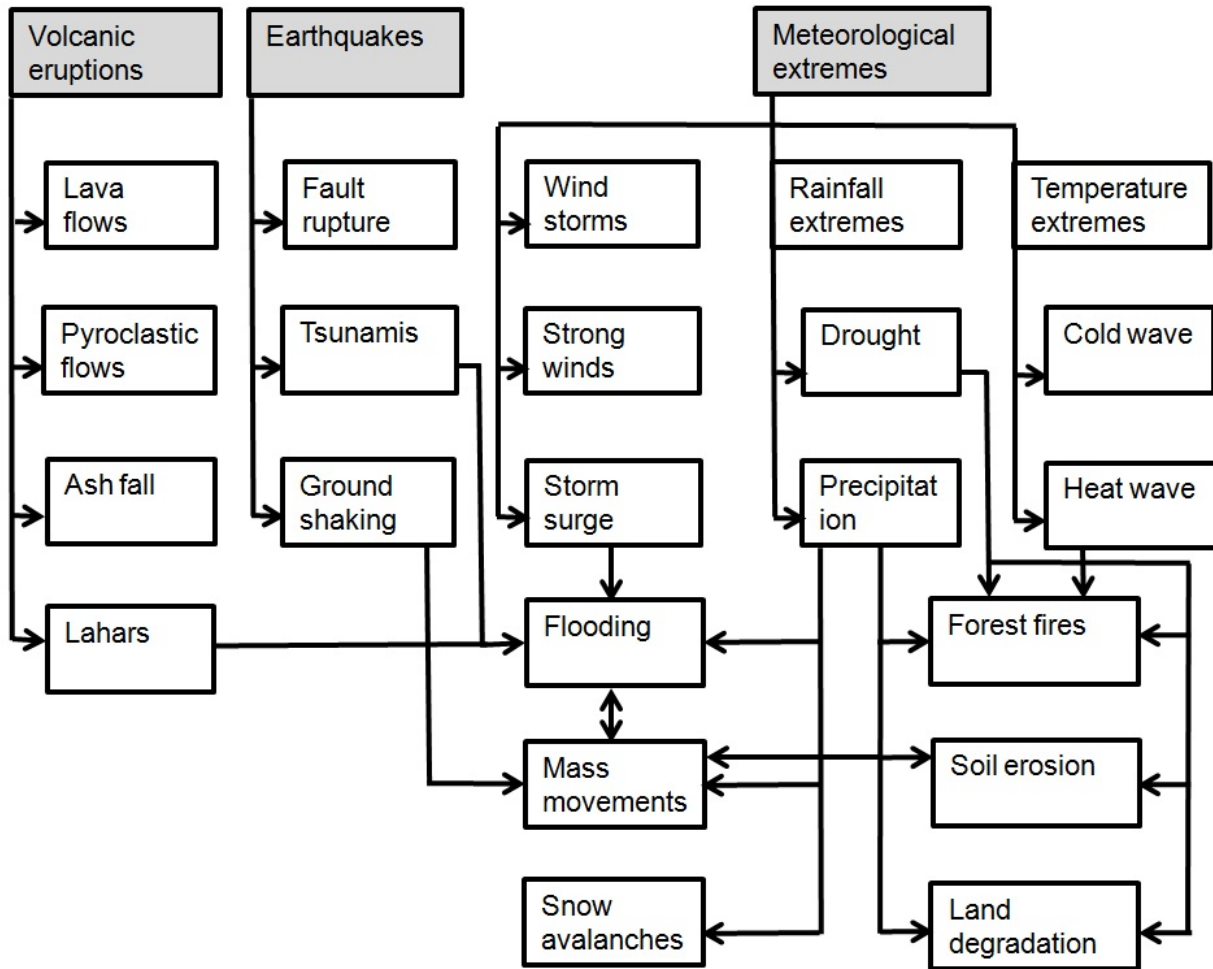 Volcanic
eruptions
Earthquakes
Meteorological
extremes
Lava
flows
Fault
rupture
Wind
storms
Rainfall
extremes
Temperature
extremes
Pyroclastic
flows
Tsunamis
Strong
winds
Drought
Cold wave
Ash fall
Ground
shaking
Storm
surge
Precipitat
ion
Heat wave
Lahars
Flooding
Forest fires
Mass
movements
Soil erosion
Snow
avalanches
Land
degradation